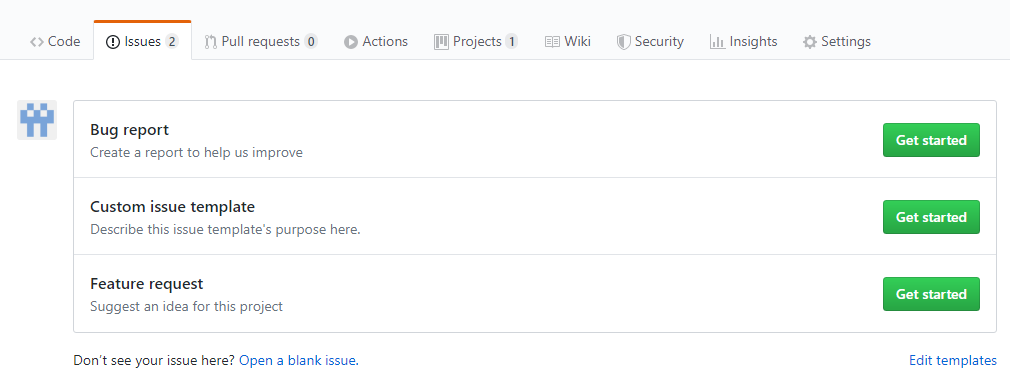 Code Issues 2 Pull requests 0 Actions Projects 1 Wiki Security Insights Settings
Bug report
Create a report to help us improve
Get started
Custom issue template
Describe this issue template's purpose here.
Get started
Feature request
Suggest an idea for this project
Get started
Don't see your issue here? Open a blank issue. Edit templates